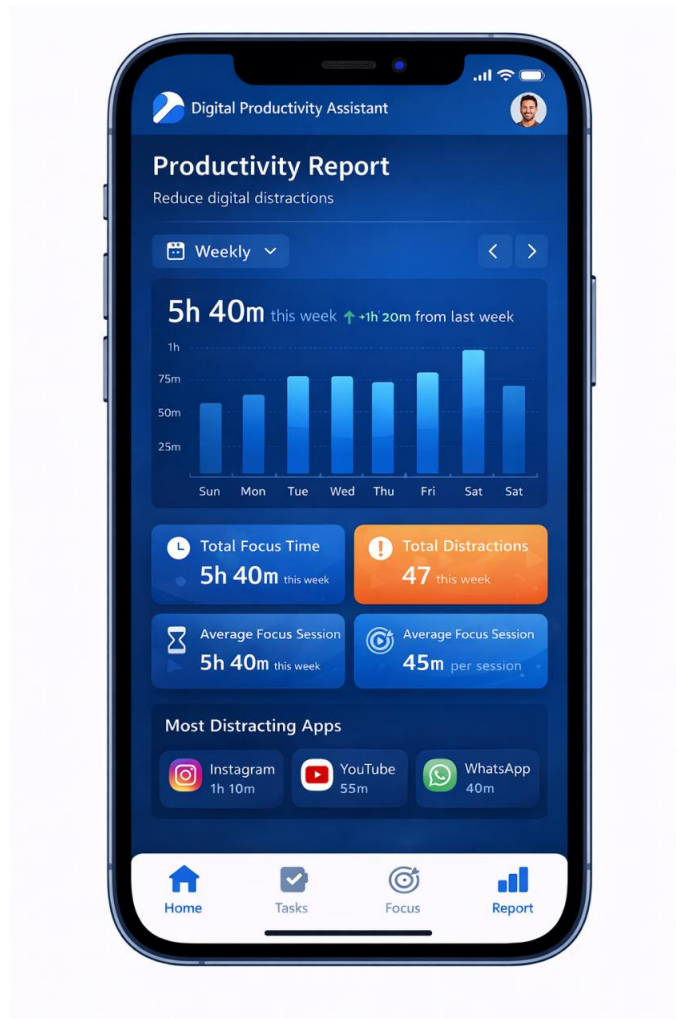 Digital Productivity Assistant
Productivity Report
Reduce digital distractions
Weekly
5h 40m this week +1h 20m from last week
1h
75m
50m
25m
Sun Mon Tue Wed Thu Fri Sat Sat
Total Focus Time
5h 40m this week
Total Distractions
47 this week
Average Focus Session
5h 40m this week
Average Focus Session
45m per session
Most Distracting Apps
Instagram
1h 10m
YouTube
55m
WhatsApp
40m
Home Tasks Focus Report